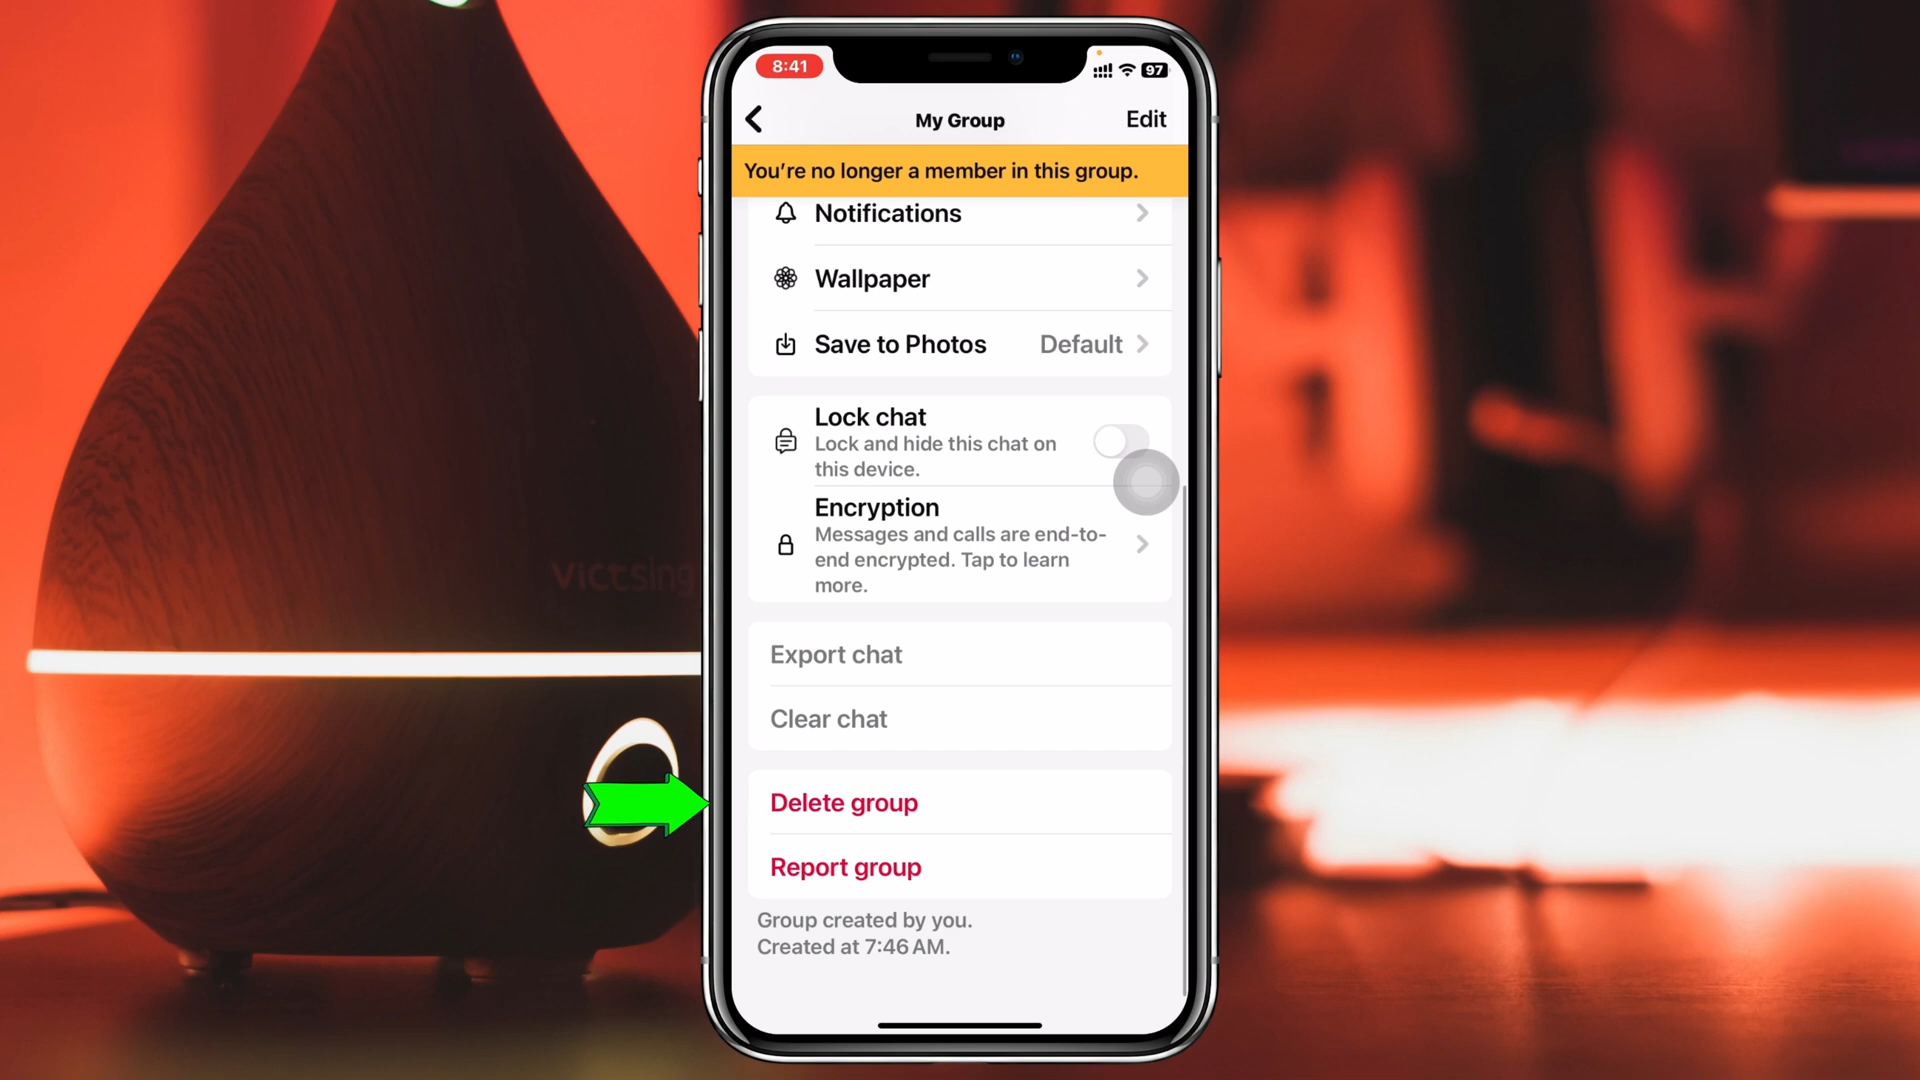 8:41
97
My Group
Edit
You're no longer a member in this group.
Notifications
Wallpaper
Save to Photos
Default
Lock chat
Lock and hide this chat on
this device.
Encryption
Messages and calls are end-to-
end encrypted. Tap to learn
more.
Export chat
Clear chat
Delete group
Report group
Group created by you.
Created at 7:46 AM.
VicTsing